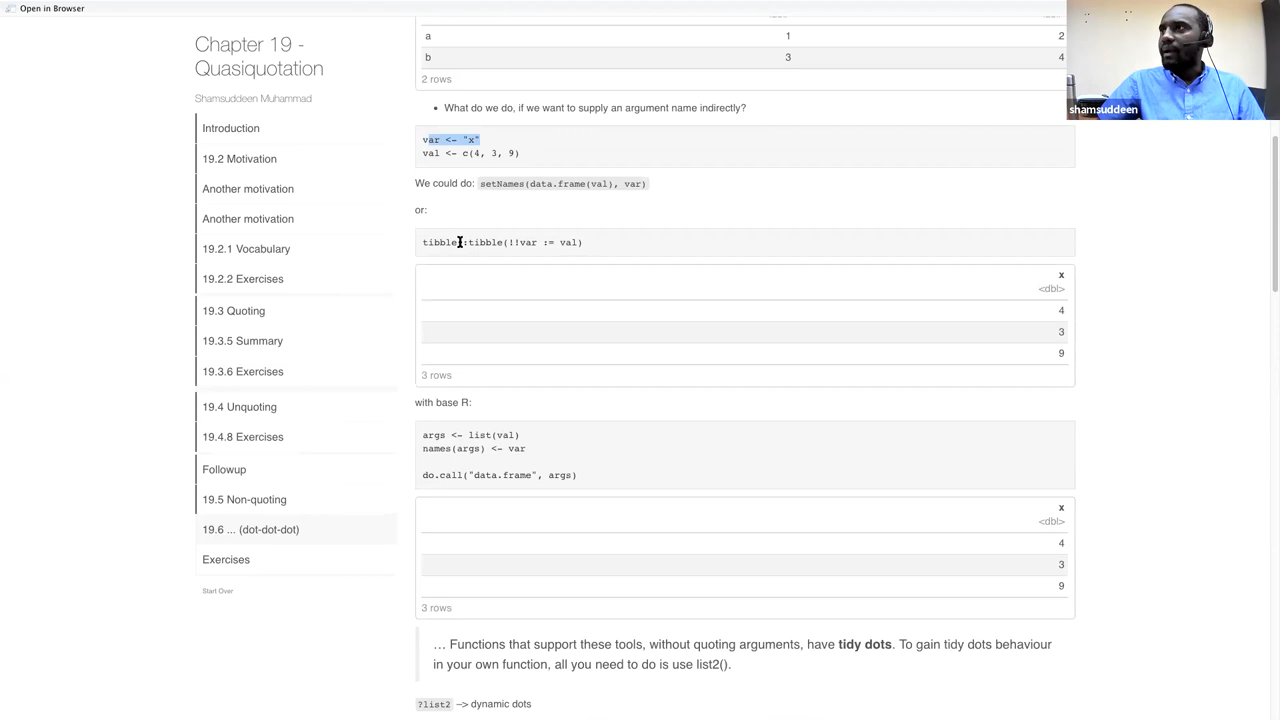 Open in Browser
Chapter 19 -
Quasiquotation
Shamsuddeen Muhammad
Introduction
19.2 Motivation
Another motivation
Another motivation
19.2.1 Vocabulary
19.2.2 Exercises
19.3 Quoting
19.3.5 Summary
19.3.6 Exercises
19.4 Unquoting
19.4.8 Exercises
Followup
19.5 Non-quoting
19.6 ... (dot-dot-dot)
Exercises
Start Over
a 1 2
b 3 4
2 rows
• What do we do, if we want to supply an argument name indirectly?
var <- "x"
val <- c(4, 3, 9)
We could do: setNames(data.frame(val), var)
or:
tibble::tibble(!!var := val)
x
<dbl>
4
3
9
3 rows
with base R:
args <- list(val)
names(args) <- var
do.call("data.frame", args)
x
<dbl>
4
3
9
3 rows
… Functions that support these tools, without quoting arguments, have tidy dots. To gain tidy dots behaviour
in your own function, all you need to do is use list2().
?list2 –> dynamic dots
shamsuddeen